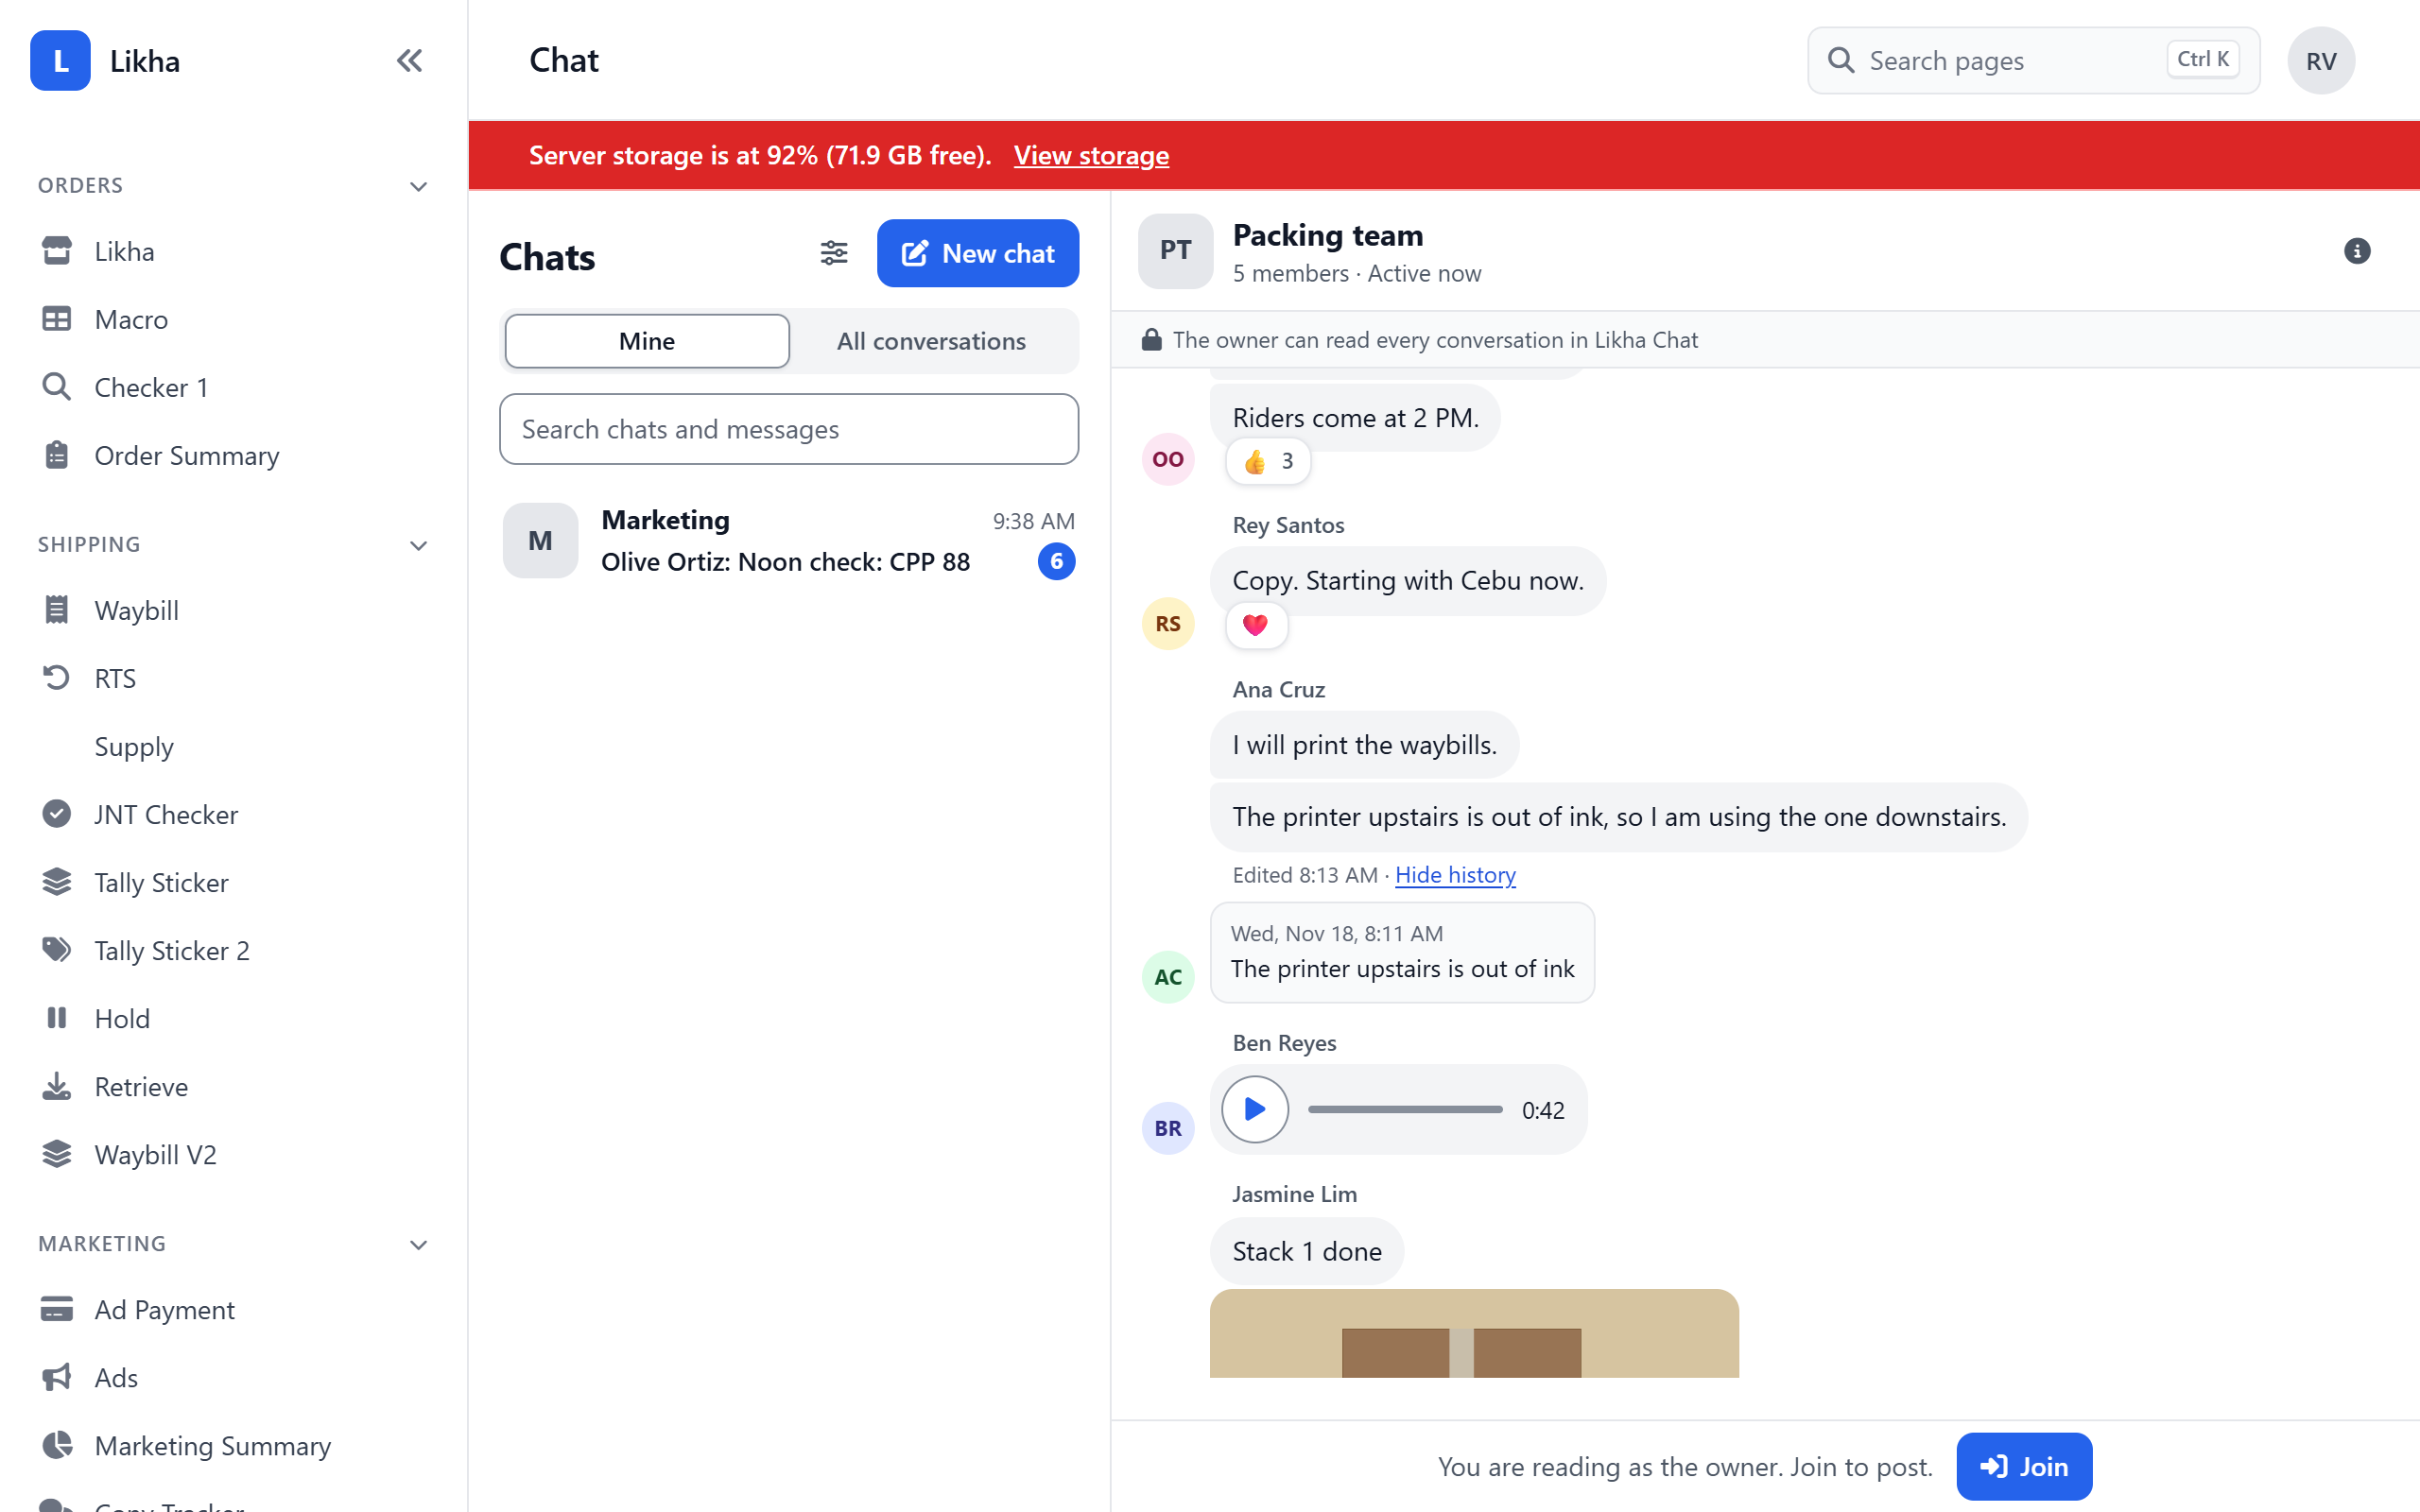 L Likha
ORDERS
Likha
Macro
Checker 1
Order Summary
SHIPPING
Waybill
RTS
Supply
JNT Checker
Tally Sticker
Tally Sticker 2
Hold
Retrieve
Waybill V2
MARKETING
Ad Payment
Ads
Marketing Summary
Copy Tracker
Chat
Search pages
Ctrl K
RV
Server storage is at 92% (71.9 GB free). View storage
Chats
New chat
Mine
All conversations
Search chats and messages
M
Marketing
9:38 AM
Olive Ortiz: Noon check: CPP 88
6
PT
Packing team
5 members · Active now
The owner can read every conversation in Likha Chat
Riders come at 2 PM.
OO
👍 3
Rey Santos
Copy. Starting with Cebu now.
RS
Ana Cruz
I will print the waybills.
The printer upstairs is out of ink, so I am using the one downstairs.
Edited 8:13 AM · Hide history
Wed, Nov 18, 8:11 AM
The printer upstairs is out of ink
AC
Ben Reyes
BR
0:42
Jasmine Lim
Stack 1 done
You are reading as the owner. Join to post.
Join